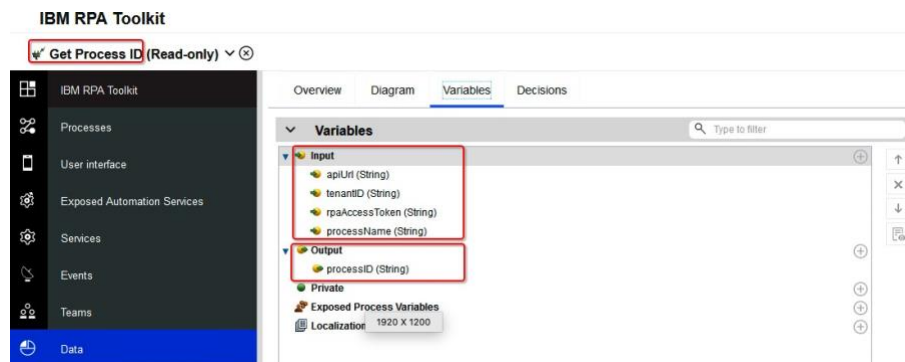 IBM RPA Toolkit
Get Process ID (Read-only)
IBM RPA Toolkit
Processes
User interface
Exposed Automation Services
Services
Events
Teams
Data
Overview Diagram Variables Decisions
Variables
Type to filter
Input
apiUrl (String)
tenantID (String)
rpaAccessToken (String)
processName (String)
Output
processID (String)
Private
Exposed Process Variables
Localization
1920 X 1200